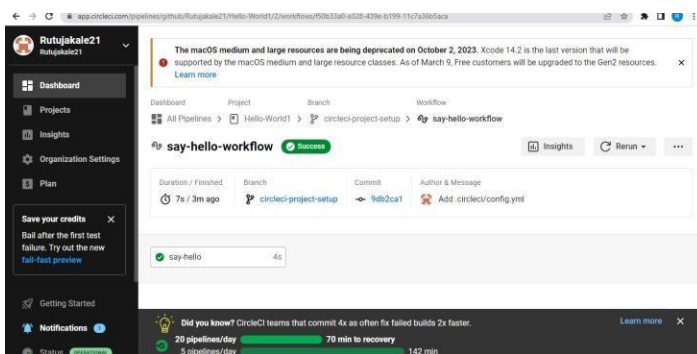 app.circleci.com/pipelines/github/Rutujakale21/Hello-World1/2/workflows/f50b33a0-e328-439e-b199-11c7a36b5aca
Rutujakale21
Rutujakale21
Dashboard
Projects
Insights
Organization Settings
Plan
Save your credits
Bail after the first test
failure. Try out the new
fail-fast preview
Getting Started
Notifications 1
Status OPERATIONAL
The macOS medium and large resources are being deprecated on October 2, 2023. Xcode 14.2 is the last version that will be
supported by the macOS medium and large resource classes. As of March 9, Free customers will be upgraded to the Gen2 resources.
Learn more
Dashboard Project Branch Workflow
All Pipelines > Hello-World1 > circleci-project-setup > say-hello-workflow
say-hello-workflow Success Insights Rerun
Duration / Finished Branch Commit Author & Message
7s / 3m ago circleci-project-setup 9db2ca1 Add .circleci/config.yml
say-hello 4s
Did you know? CircleCI teams that commit 4x as often fix failed builds 2x faster. Learn more
20 pipelines/day 70 min to recovery
5 pipelines/day 142 min